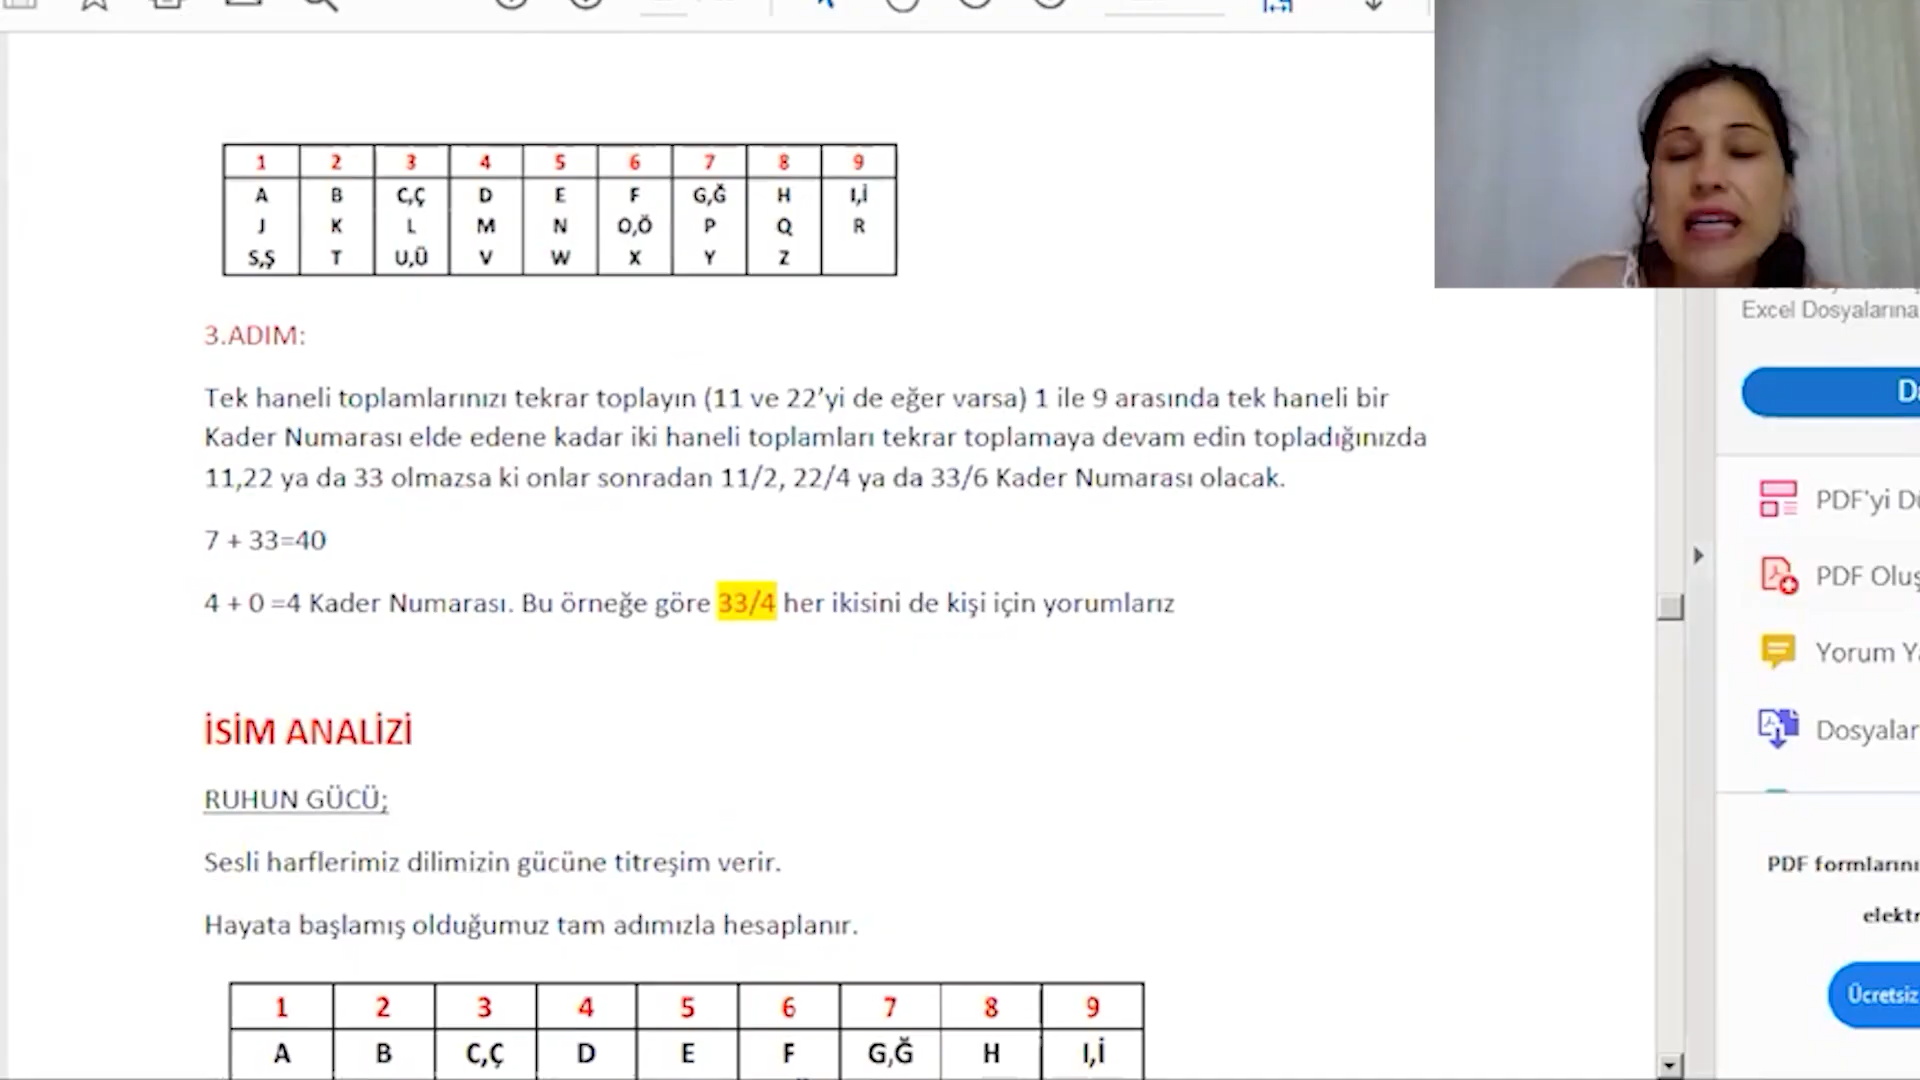 1 2 3 4 5 6 7 8 9
A B C,Ç D E F G,Ğ H I,İ
J K L M N O,Ö P Q R
S,Ş T U,Ü V W X Y Z
3.ADIM:
Tek haneli toplamlarınızı tekrar toplayın (11 ve 22’yi de eğer varsa) 1 ile 9 arasında tek haneli bir
Kader Numarası elde edene kadar iki haneli toplamları tekrar toplamaya devam edin topladığınızda
11,22 ya da 33 olmazsa ki onlar sonradan 11/2, 22/4 ya da 33/6 Kader Numarası olacak.
7 + 33=40
4 + 0 =4 Kader Numarası. Bu örneğe göre 33/4 her ikisini de kişi için yorumlarız
İSİM ANALİZİ
RUHUN GÜCÜ;
Sesli harflerimiz dilimizin gücüne titreşim verir.
Hayata başlamış olduğumuz tam adımızla hesaplanır.
1 2 3 4 5 6 7 8 9
A B C,Ç D E F G,Ğ H I,İ
Excel Dosyalarına
PDF'yi
PDF
Yorum
Dosyalar
PDF formlarını
Ücretsiz